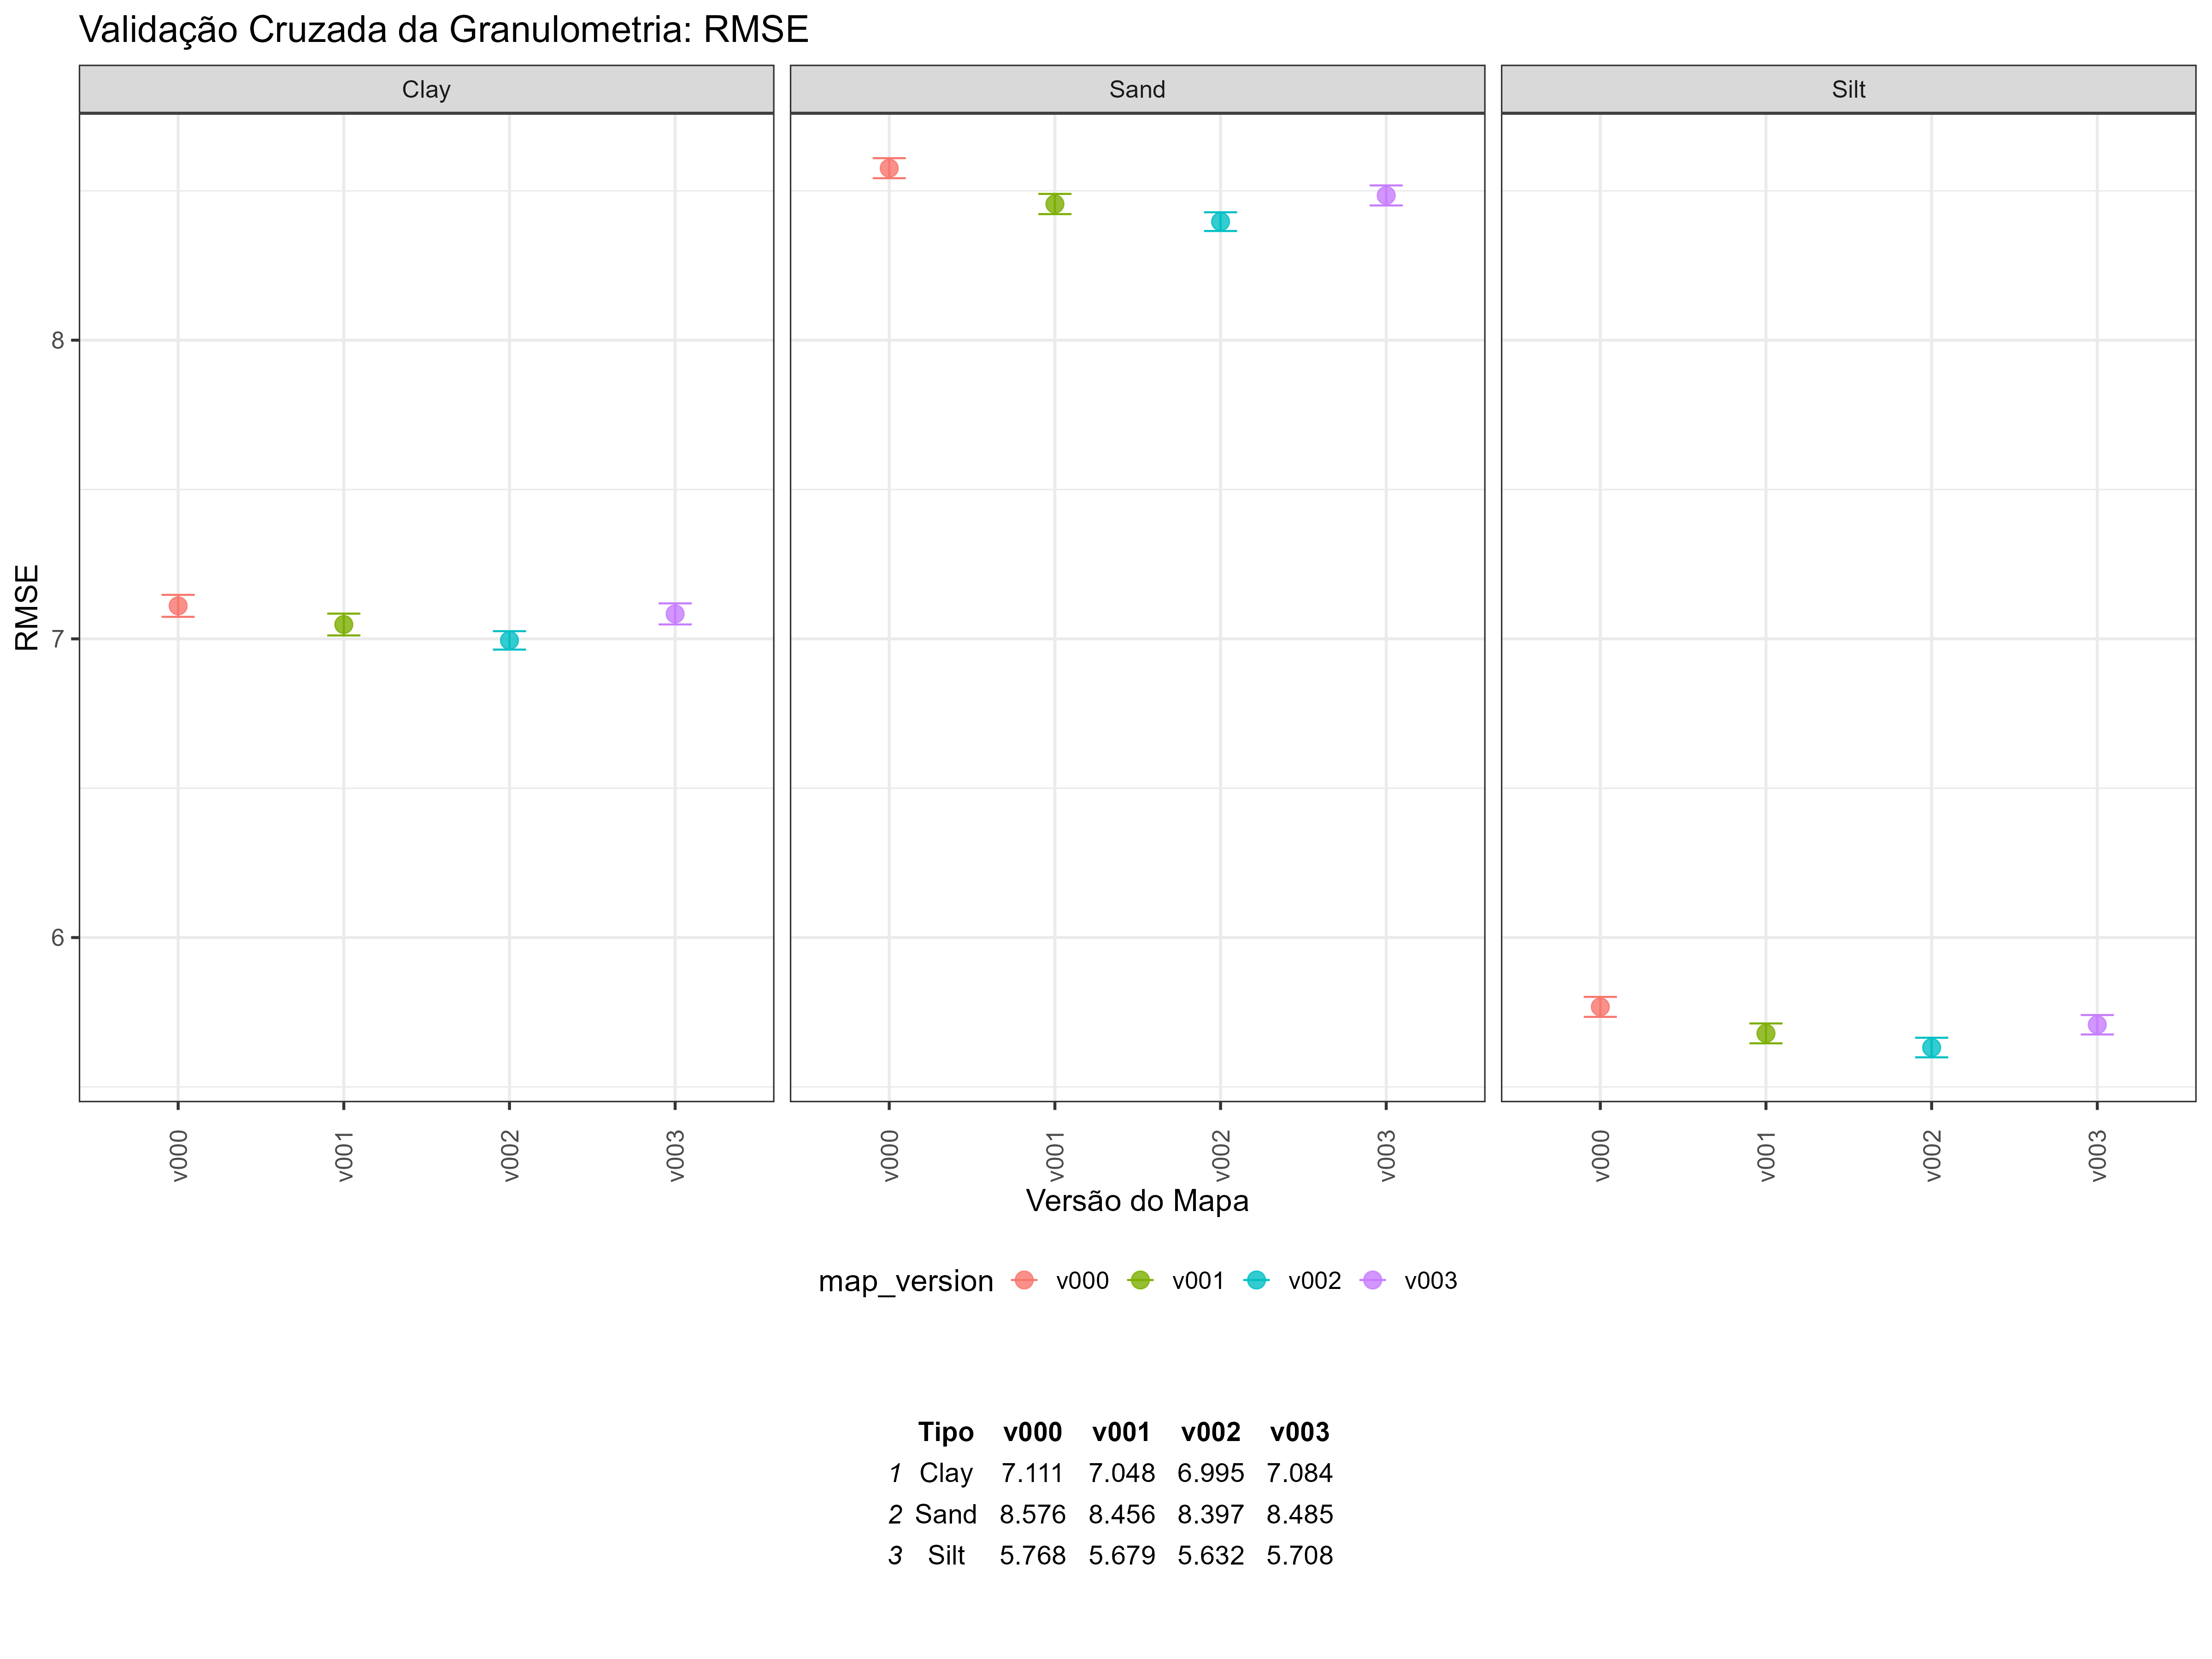 Validação Cruzada da Granulometria: RMSE
Clay Sand Silt
8
7
6
RMSE
v000 v001 v002 v003 v000 v001 v002 v003 v000 v001 v002 v003
Versão do Mapa
map_version v000 v001 v002 v003
Tipo v000 v001 v002 v003
1 Clay 7.111 7.048 6.995 7.084
2 Sand 8.576 8.456 8.397 8.485
3 Silt 5.768 5.679 5.632 5.708